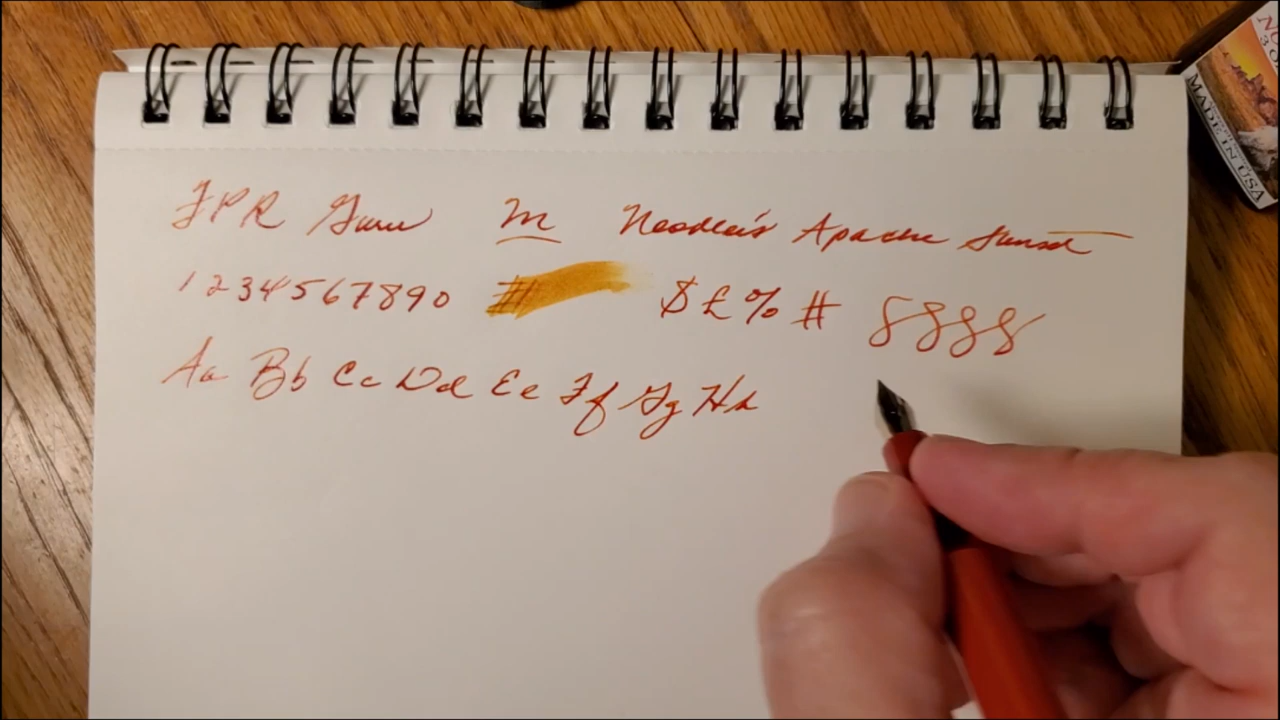 FPR Guru M Noodler's Apache Sunset
1234567890 # $ £ % # 8888
Aa Bb Cc Dd Ee Ff Gg Hh
MADE IN USA